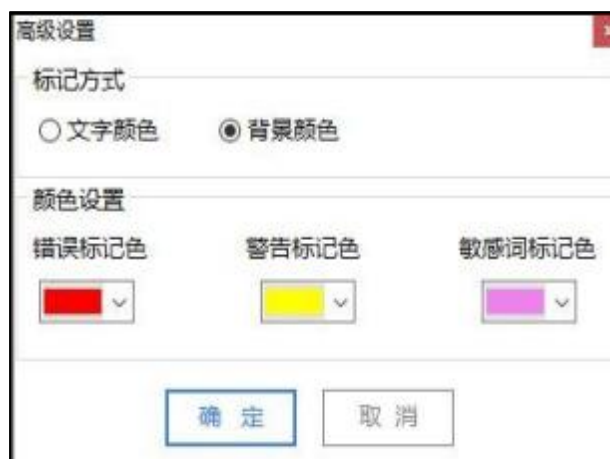 高级设置
标记方式
文字颜色 背景颜色
颜色设置
错误标记色 警告标记色 敏感词标记色
确 定 取 消